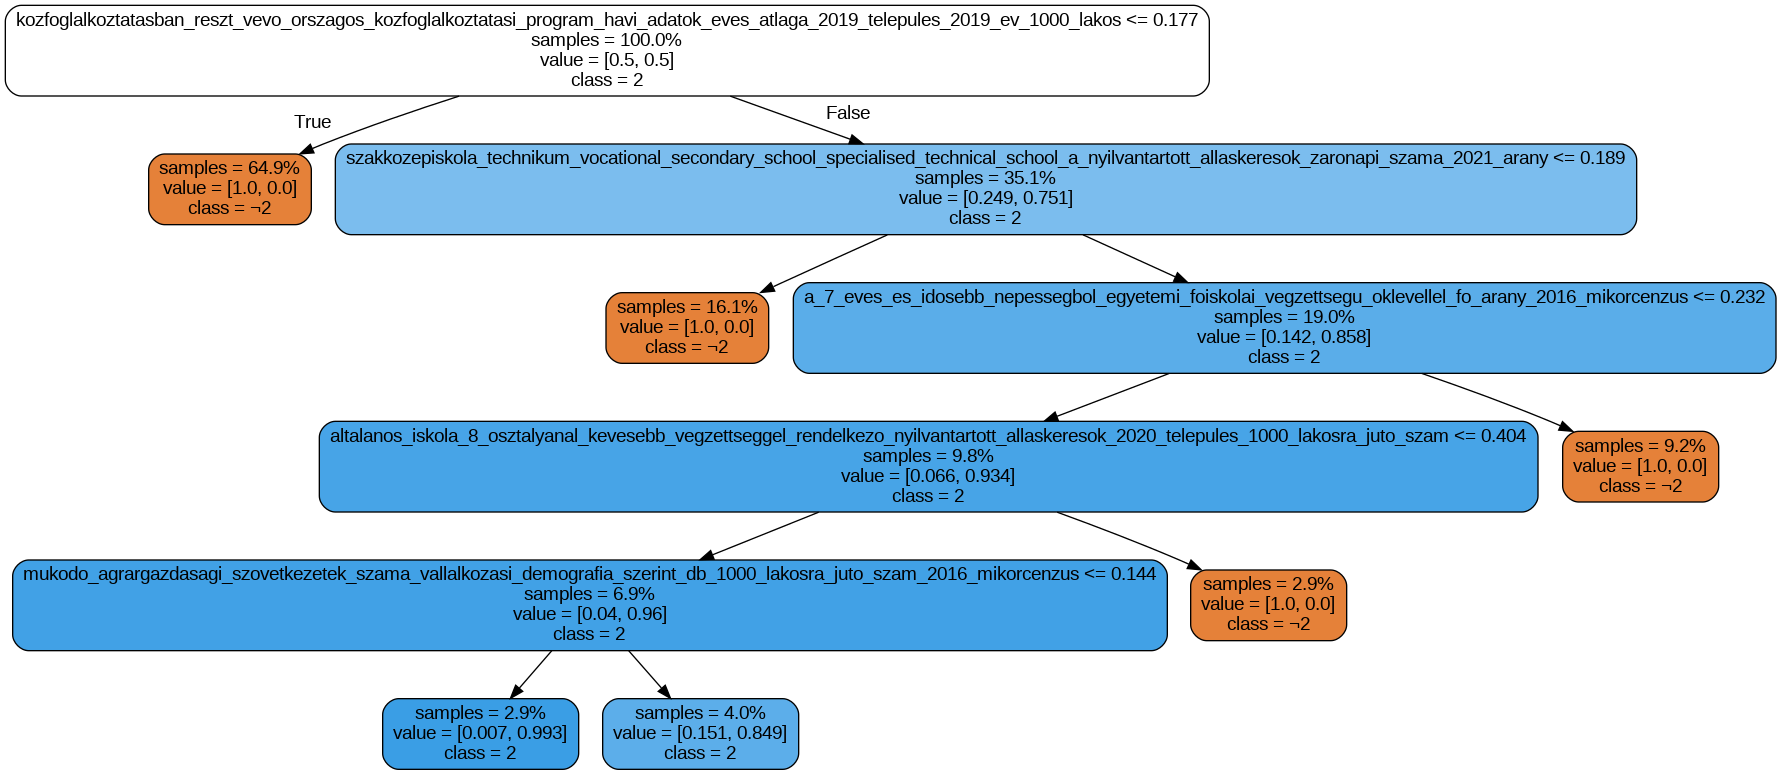 kozfoglalkoztatasban_reszt_vevo_orszagos_kozfoglalkoztatasi_program_havi_adatok_eves_atlaga_2019_telepules_2019_ev_1000_lakos <= 0.177
samples = 100.0%
value = [0.5, 0.5]
class = 2
True
False
samples = 64.9%
value = [1.0, 0.0]
class = ¬2
szakkozepiskola_technikum_vocational_secondary_school_specialised_technical_school_a_nyilvantartott_allaskeresok_zaronapi_szama_2021_arany <= 0.189
samples = 35.1%
value = [0.249, 0.751]
class = 2
samples = 16.1%
value = [1.0, 0.0]
class = ¬2
a_7_eves_es_idosebb_nepessegbol_egyetemi_foiskolai_vegzettsegu_oklevellel_fo_arany_2016_mikorcenzus <= 0.232
samples = 19.0%
value = [0.142, 0.858]
class = 2
altalanos_iskola_8_osztalyanal_kevesebb_vegzettseggel_rendelkezo_nyilvantartott_allaskeresok_2020_telepules_1000_lakosra_juto_szam <= 0.404
samples = 9.8%
value = [0.066, 0.934]
class = 2
samples = 9.2%
value = [1.0, 0.0]
class = ¬2
mukodo_agrargazdasagi_szovetkezetek_szama_vallalkozasi_demografia_szerint_db_1000_lakosra_juto_szam_2016_mikorcenzus <= 0.144
samples = 6.9%
value = [0.04, 0.96]
class = 2
samples = 2.9%
value = [1.0, 0.0]
class = ¬2
samples = 2.9%
value = [0.007, 0.993]
class = 2
samples = 4.0%
value = [0.151, 0.849]
class = 2